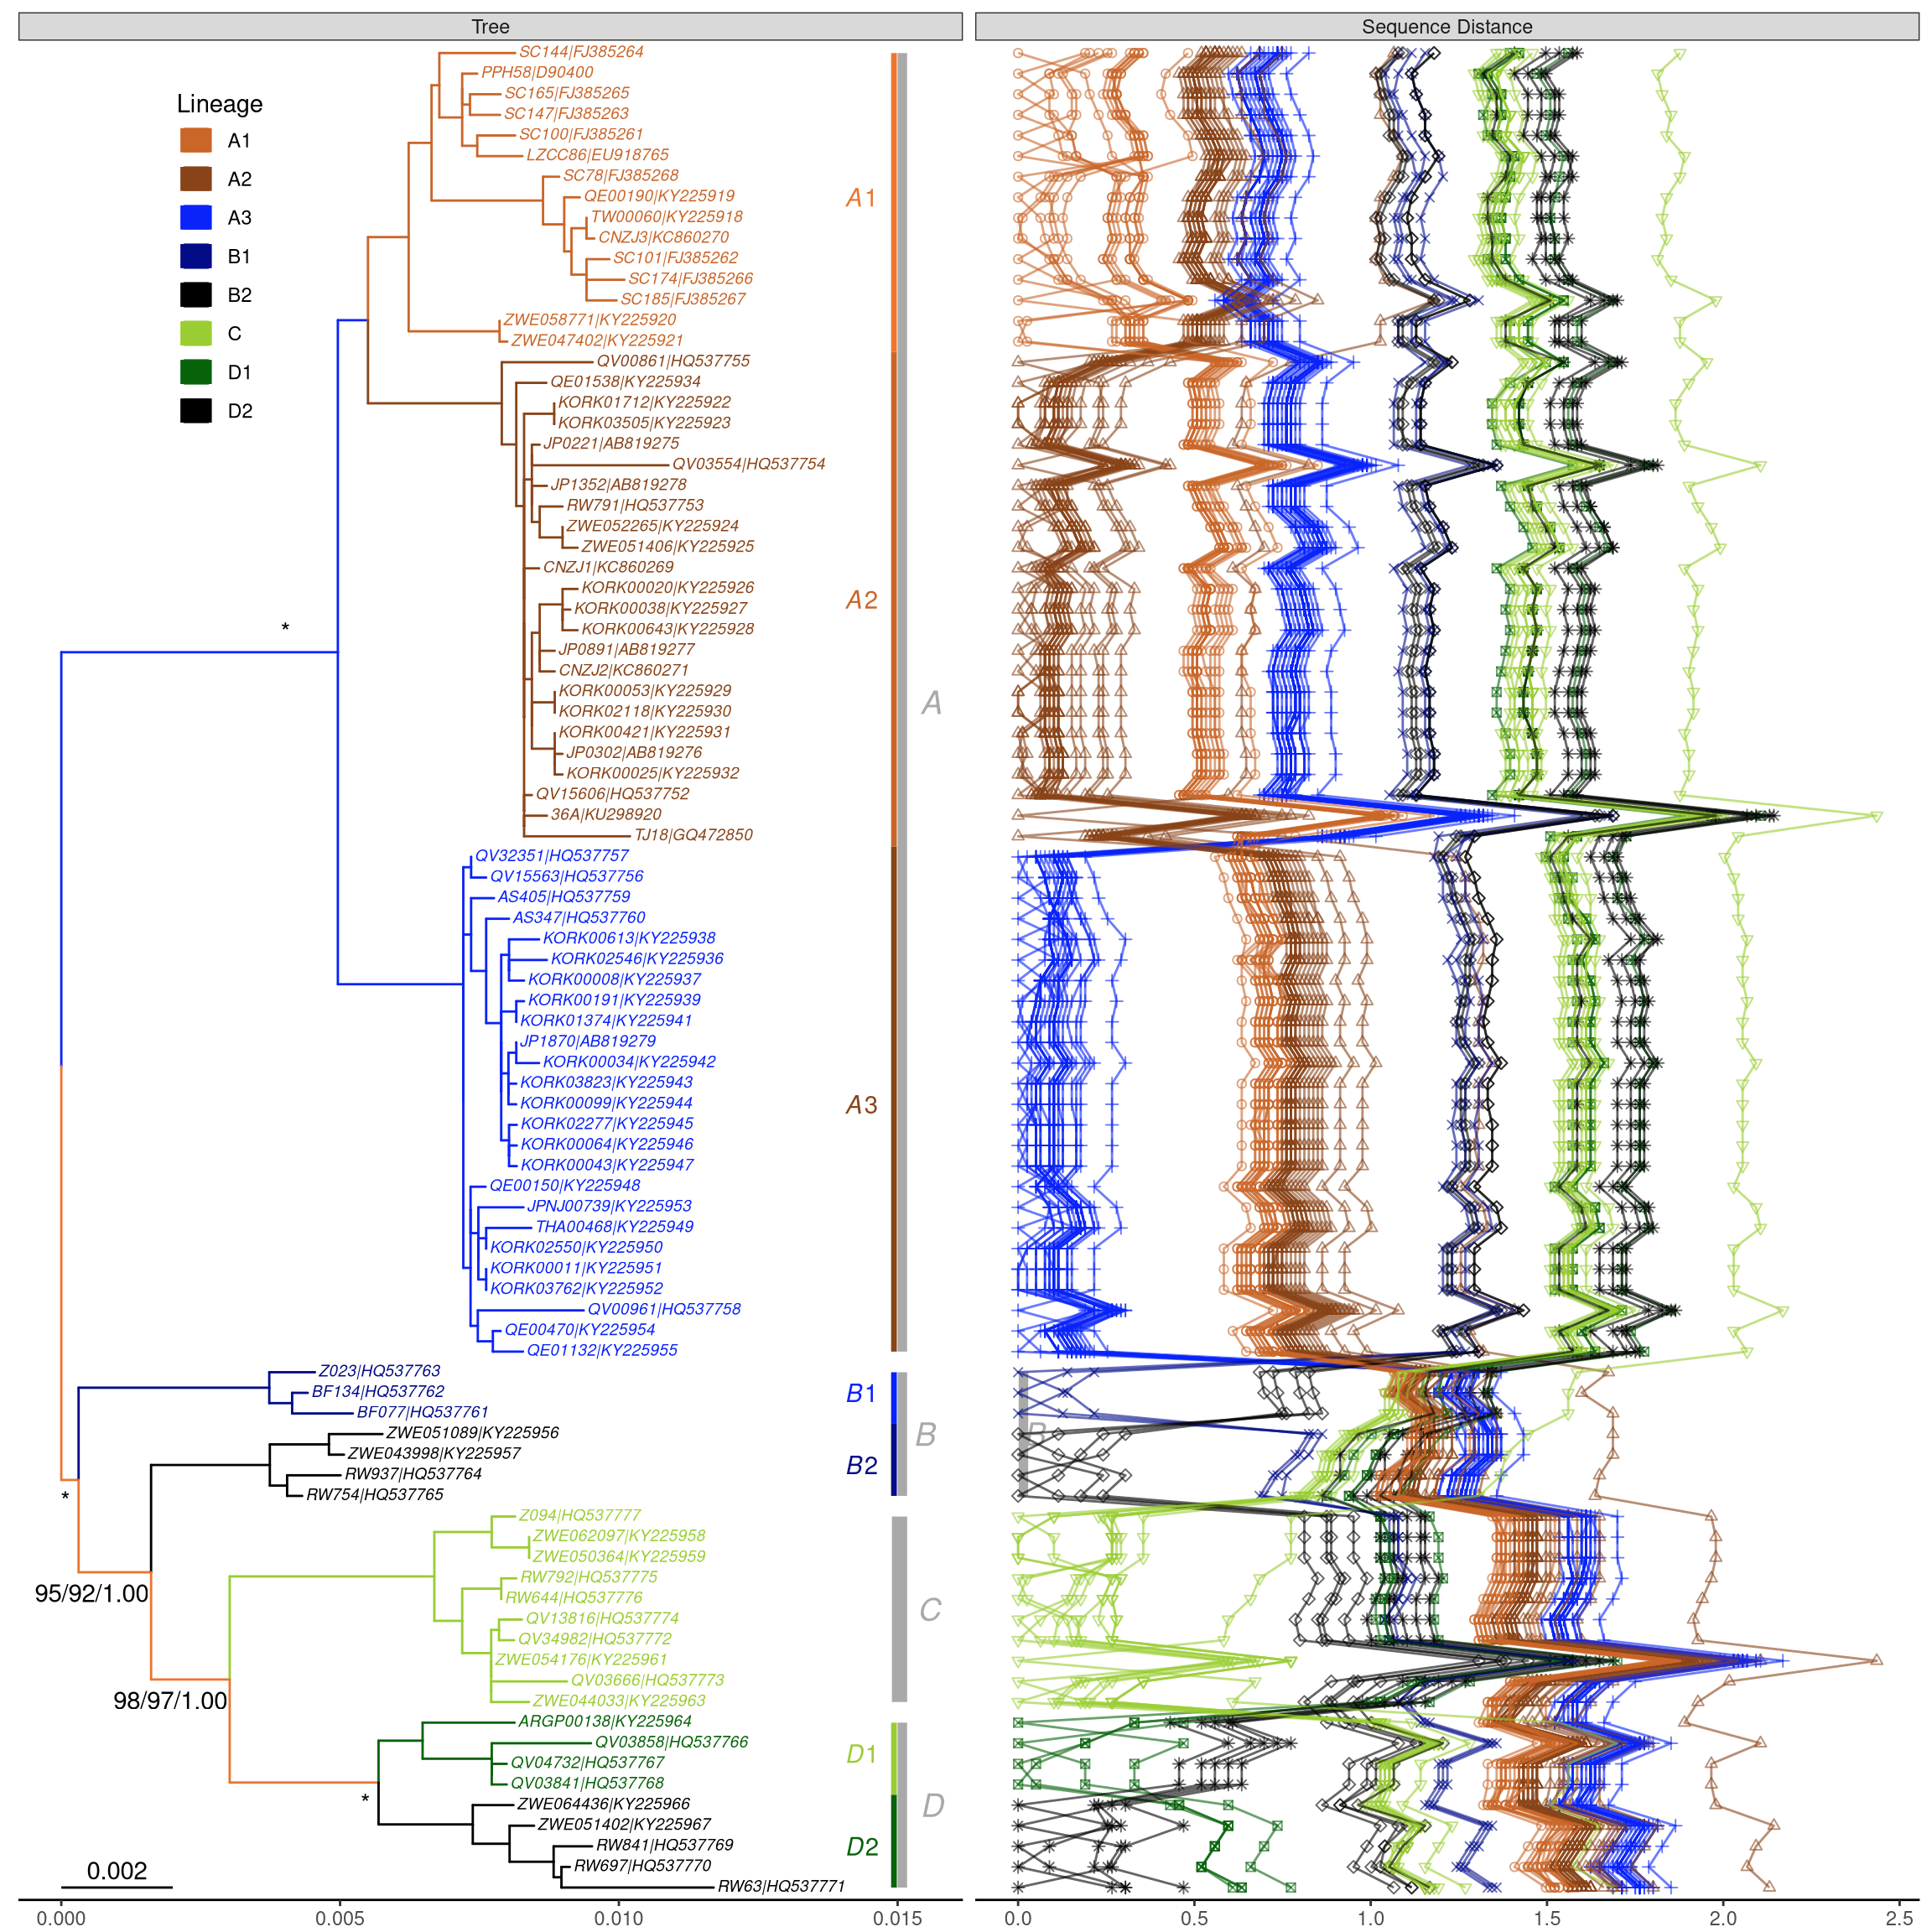 Tree
Sequence Distance
Lineage
A1
A2
A3
B1
B2
C
D1
D2
SC144|FJ385264
PPH58|D90400
SC165|FJ385265
SC147|FJ385263
SC100|FJ385261
LZCC86|EU918765
SC78|FJ385268
QE00190|KY225919
TW00060|KY225918
CNZJ3|KC860270
SC101|FJ385262
SC174|FJ385266
SC185|FJ385267
ZWE058771|KY225920
ZWE047402|KY225921
QV00861|HQ537755
QE01538|KY225934
KORK01712|KY225922
KORK03505|KY225923
JP0221|AB819275
QV03554|HQ537754
JP1352|AB819278
RW791|HQ537753
ZWE052265|KY225924
ZWE051406|KY225925
CNZJ1|KC860269
KORK00020|KY225926
KORK00038|KY225927
KORK00643|KY225928
JP0891|AB819277
CNZJ2|KC860271
KORK00053|KY225929
KORK02118|KY225930
KORK00421|KY225931
JP0302|AB819276
KORK00025|KY225932
QV15606|HQ537752
36A|KU298920
TJ18|GQ472850
QV32351|HQ537757
QV15563|HQ537756
AS405|HQ537759
AS347|HQ537760
KORK00613|KY225938
KORK02546|KY225936
KORK00008|KY225937
KORK00191|KY225939
KORK01374|KY225941
JP1870|AB819279
KORK00034|KY225942
KORK03823|KY225943
KORK00099|KY225944
KORK02277|KY225945
KORK00064|KY225946
KORK00043|KY225947
QE00150|KY225948
JPNJ00739|KY225953
THA00468|KY225949
KORK02550|KY225950
KORK00011|KY225951
KORK03762|KY225952
QV00961|HQ537758
QE00470|KY225954
QE01132|KY225955
Z023|HQ537763
BF134|HQ537762
BF077|HQ537761
ZWE051089|KY225956
ZWE043998|KY225957
RW937|HQ537764
RW754|HQ537765
Z094|HQ537777
ZWE062097|KY225958
ZWE050364|KY225959
RW792|HQ537775
RW644|HQ537776
QV13816|HQ537774
QV34982|HQ537772
ZWE054176|KY225961
QV03666|HQ537773
ZWE044033|KY225963
ARGP00138|KY225964
QV03858|HQ537766
QV04732|HQ537767
QV03841|HQ537768
ZWE064436|KY225966
ZWE051402|KY225967
RW841|HQ537769
RW697|HQ537770
RW63|HQ537771
A1
A2
A3
A
B1
B2
B
B
C
D1
D2
D
*
*
95/92/1.00
98/97/1.00
*
0.002
0.000 0.005 0.010 0.015
0.0 0.5 1.0 1.5 2.0 2.5